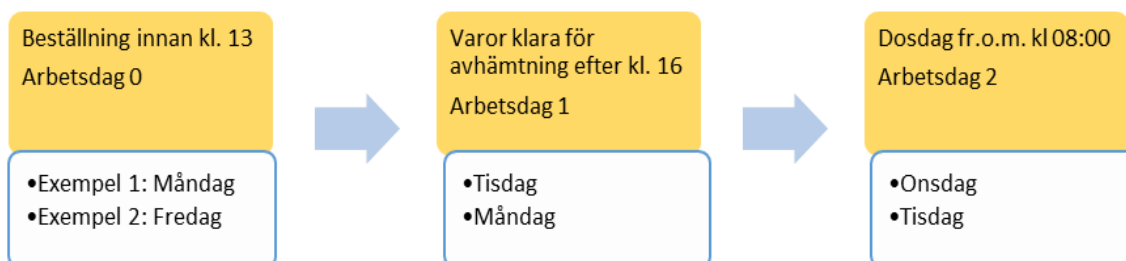 Beställning innan kl. 13
Arbetsdag 0
•Exempel 1: Måndag
•Exempel 2: Fredag
Varor klara för
avhämtning efter kl. 16
Arbetsdag 1
•Tisdag
•Måndag
Dosdag fr.o.m. kl 08:00
Arbetsdag 2
•Onsdag
•Tisdag